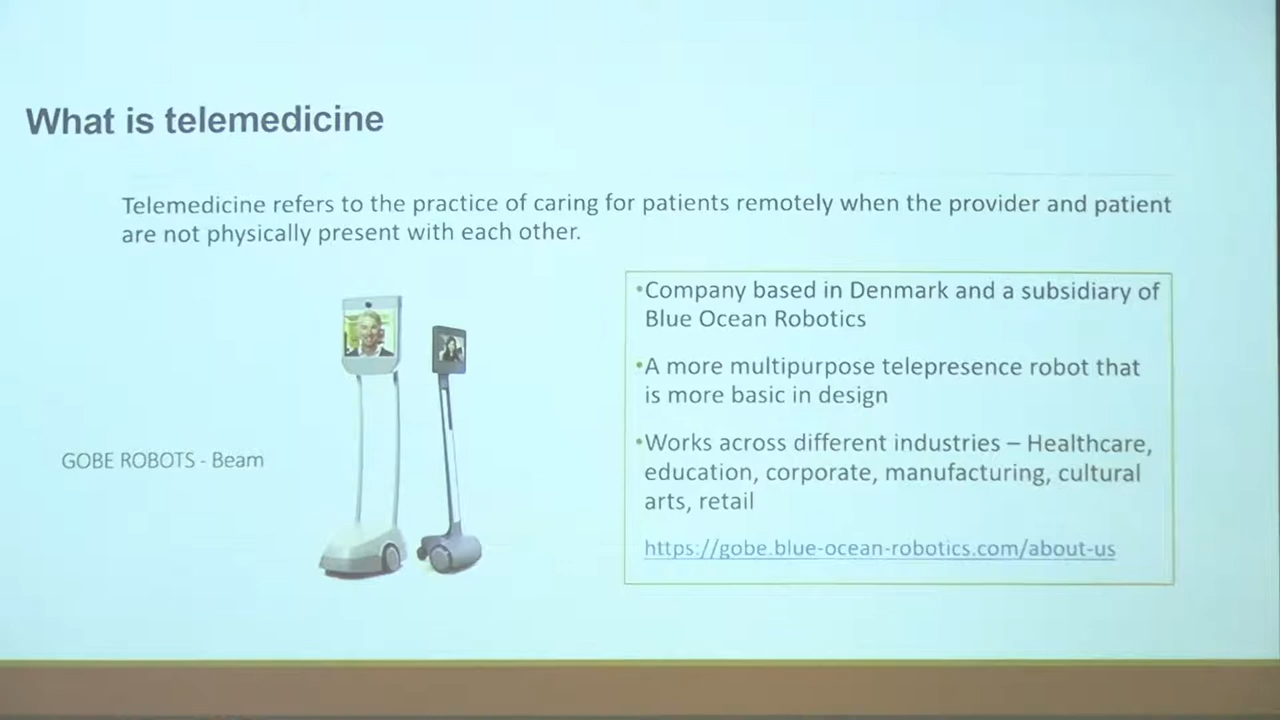 What is telemedicine
Telemedicine refers to the practice of caring for patients remotely when the provider and patient
are not physically present with each other.
•Company based in Denmark and a subsidiary of
Blue Ocean Robotics
•A more multipurpose telepresence robot that
is more basic in design
•Works across different industries – Healthcare,
education, corporate, manufacturing, cultural
arts, retail
https://gobe.blue-ocean-robotics.com/about-us
GOBE ROBOTS - Beam